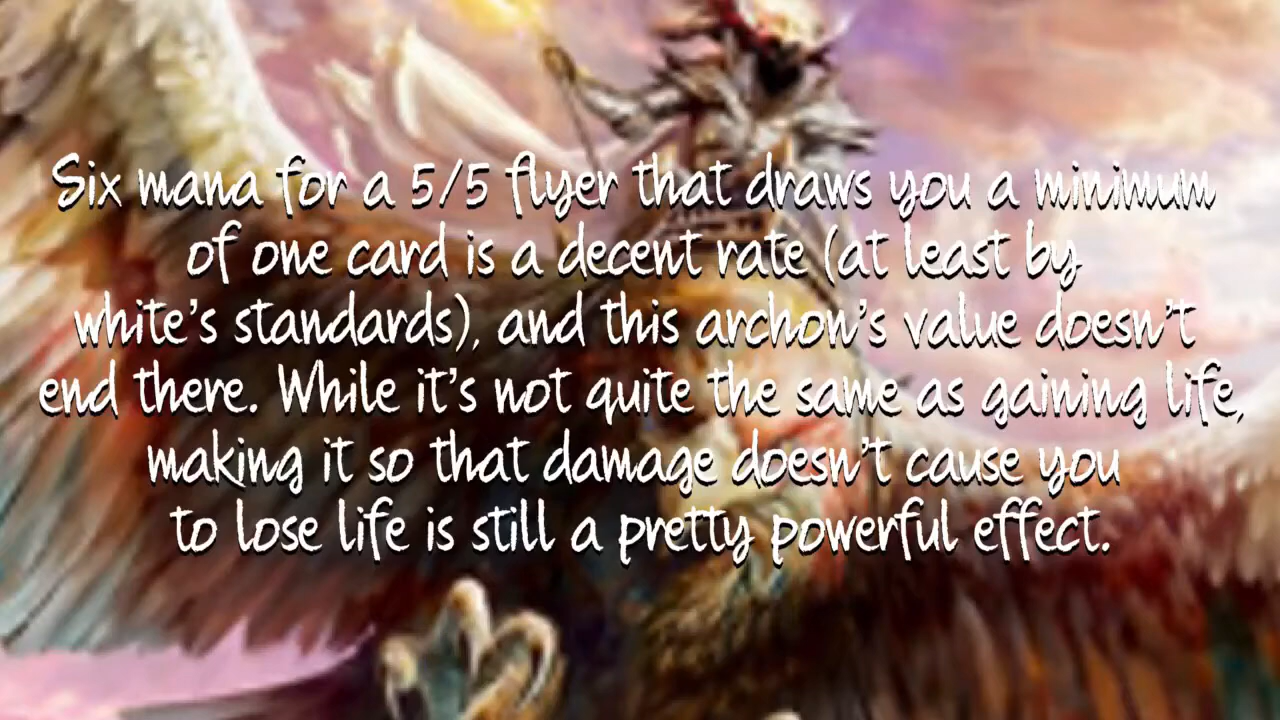 Six mana for a 5/5 flyer that draws you a minimum
of one card is a decent rate (at least by
white's standards), and this archon's value doesn't
end there. While it's not quite the same as gaining life,
making it so that damage doesn't cause you
to lose life is still a pretty powerful effect.